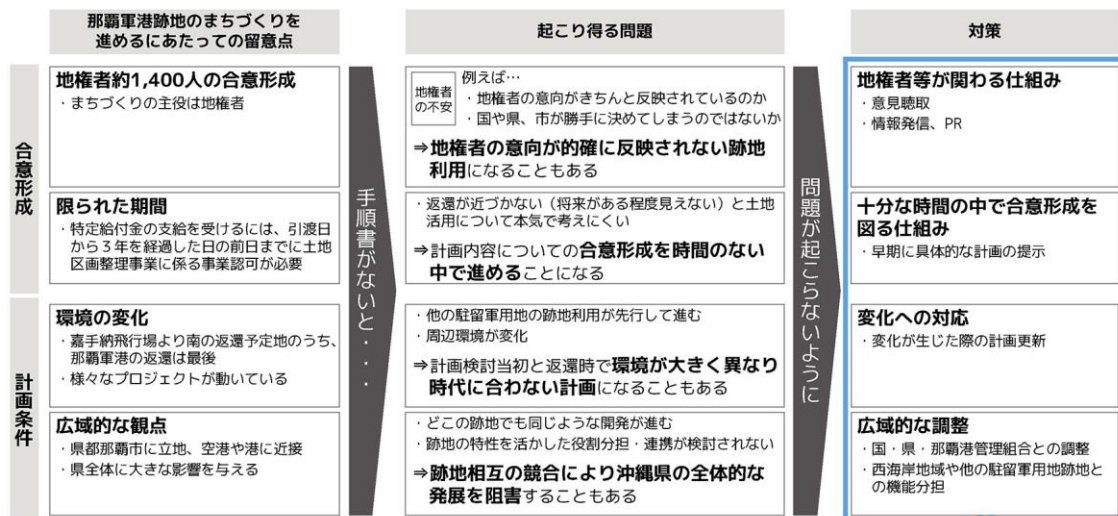 那覇軍港跡地のまちづくりを
進めるにあたっての留意点
起こり得る問題
対策
合意形成
地権者約1,400人の合意形成
・まちづくりの主役は地権者
限られた期間
・特定給付金の支給を受けるには、引渡日
から３年を経過した日の前日までに土地
区画整理事業に係る事業認可が必要
計画条件
環境の変化
・嘉手納飛行場より南の返還予定地のうち、
那覇軍港の返還は最後
・様々なプロジェクトが動いている
広域的な観点
・県都那覇市に立地、空港や港に近接
・県全体に大きな影響を与える
手順書がないと・・・・
地権者
の不安
例えば…
・地権者の意向がきちんと反映されているのか
・国や県、市が勝手に決めてしまうのではないか
⇒地権者の意向が的確に反映されない跡地
利用になることもある
・返還が近づかない（将来がある程度見えない）と土地
活用について本気で考えにくい
⇒計画内容についての合意形成を時間のない
中で進めることになる
・他の駐留軍用地の跡地利用が先行して進む
・周辺環境が変化
⇒計画検討当初と返還時で環境が大きく異なり
時代に合わない計画になることもある
・どこの跡地でも同じような開発が進む
・跡地の特性を活かした役割分担・連携が検討されない
⇒跡地相互の競合により沖縄県の全体的な
発展を阻害することもある
問題が起こらないように
地権者等が関わる仕組み
・意見聴取
・情報発信、PR
十分な時間の中で合意形成を
図る仕組み
・早期に具体的な計画の提示
変化への対応
・変化が生じた際の計画更新
広域的な調整
・国・県・那覇港管理組合との調整
・西海岸地域や他の駐留軍用地跡地と
の機能分担